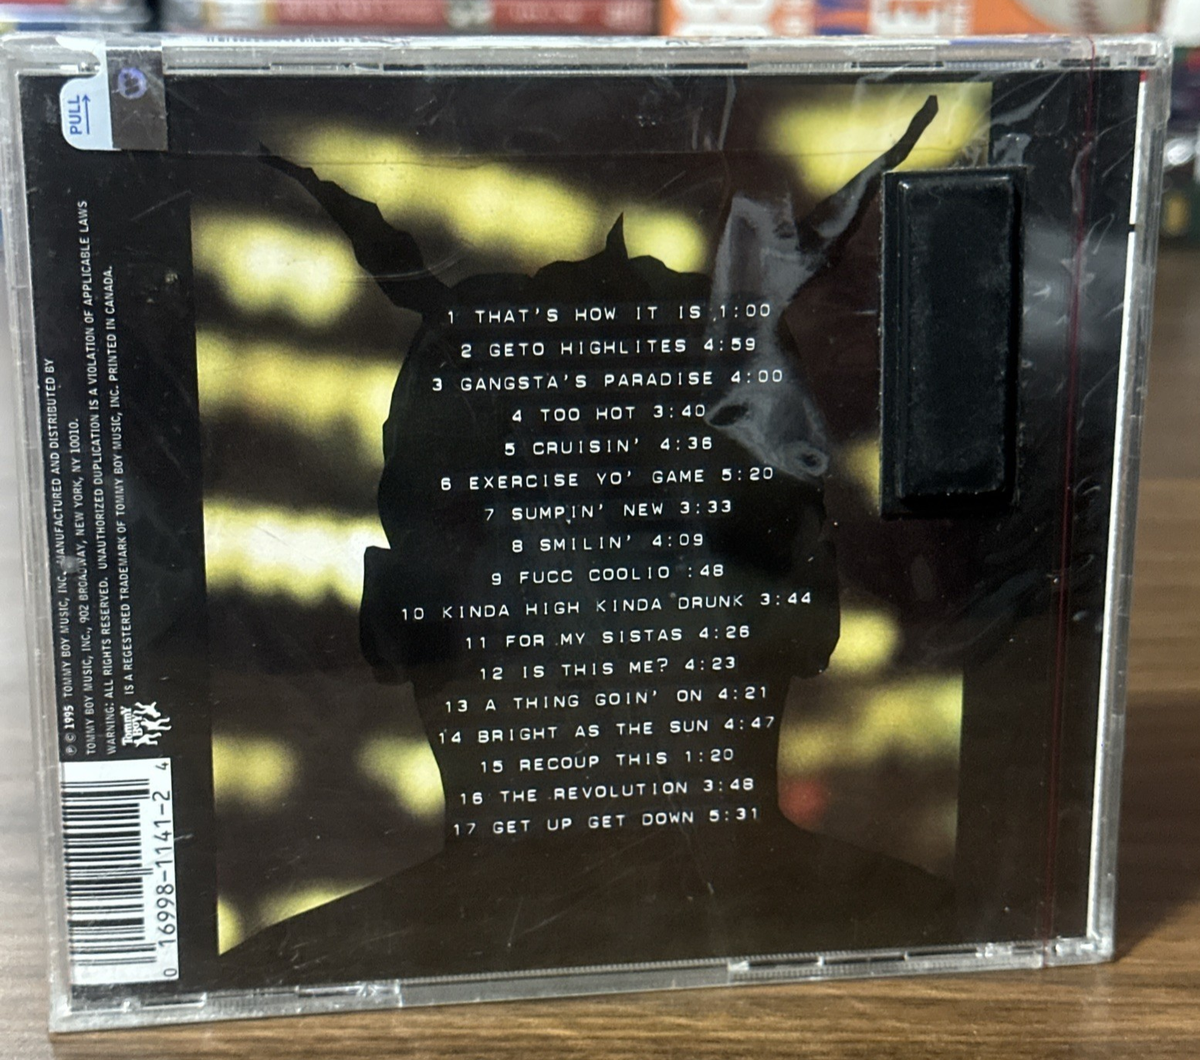 PULL
1 THAT'S HOW IT IS 1:00
2 GETO HIGHLITES 4:59
3 GANGSTA'S PARADISE 4:00
4 TOO HOT 3:40
5 CRUISIN' 4:36
6 EXERCISE YO' GAME 5:20
7 SUMPIN' NEW 3:33
8 SMILIN' 4:09
9 FUCC COOLIO :48
10 KINDA HIGH KINDA DRUNK 3:44
11 FOR MY SISTAS 4:26
12 IS THIS ME? 4:23
13 A THING GOIN' ON 4:21
14 BRIGHT AS THE SUN 4:47
15 RECOUP THIS 1:20
16 THE REVOLUTION 3:48
17 GET UP GET DOWN 5:31
℗ © 1995 TOMMY BOY MUSIC, INC. MANUFACTURED AND DISTRIBUTED BY
TOMMY BOY MUSIC, INC., 902 BROADWAY, NEW YORK, NY 10010.
WARNING: ALL RIGHTS RESERVED. UNAUTHORIZED DUPLICATION IS A VIOLATION OF APPLICABLE LAWS
Tommy Boy IS A REGESTERED TRADEMARK OF TOMMY BOY MUSIC, INC. PRINTED IN CANADA.
0 16998-1141-2 4